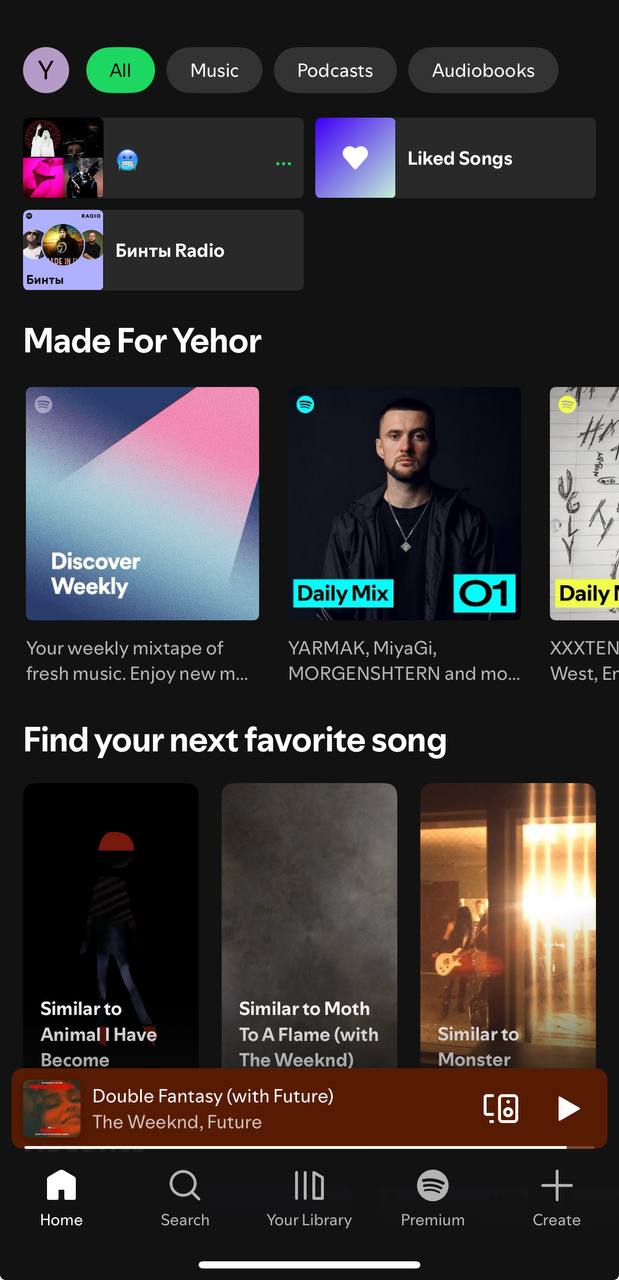 Y
All
Music
Podcasts
Audiobooks
🥶
...
Liked Songs
RADIO
Бинты
Бинты Radio
Made For Yehor
Discover
Weekly
Daily Mix
01
Your weekly mixtape of
fresh music. Enjoy new m...
YARMAK, MiyaGi,
MORGENSHTERN and mo...
UGLY
Daily
XXXTEN
West, Em
Find your next favorite song
Similar to
Animal I Have
Become
Similar to Moth
To A Flame (with
The Weeknd)
Similar to
Monster
Double Fantasy (with Future)
The Weeknd, Future
Home
Search
Your Library
Premium
Create